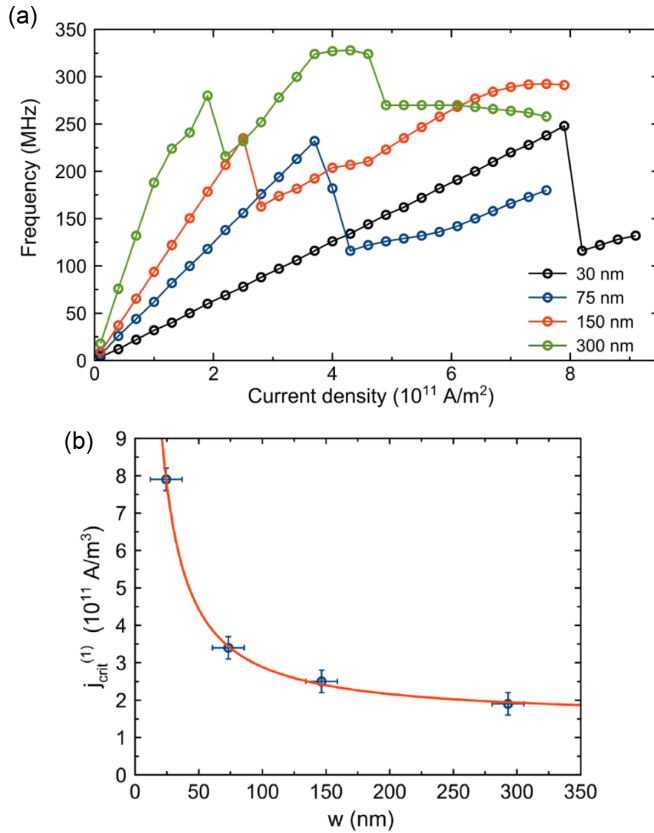 (a)
350
300
250
200
150
100
50
0
Frequency (MHz)
0 2 4 6 8
Current density (10¹¹ A/m²)
30 nm
75 nm
150 nm
300 nm
(b)
9
8
7
6
5
4
3
2
1
0
j_crit^(1) (10¹¹ A/m³)
0 50 100 150 200 250 300 350
w (nm)